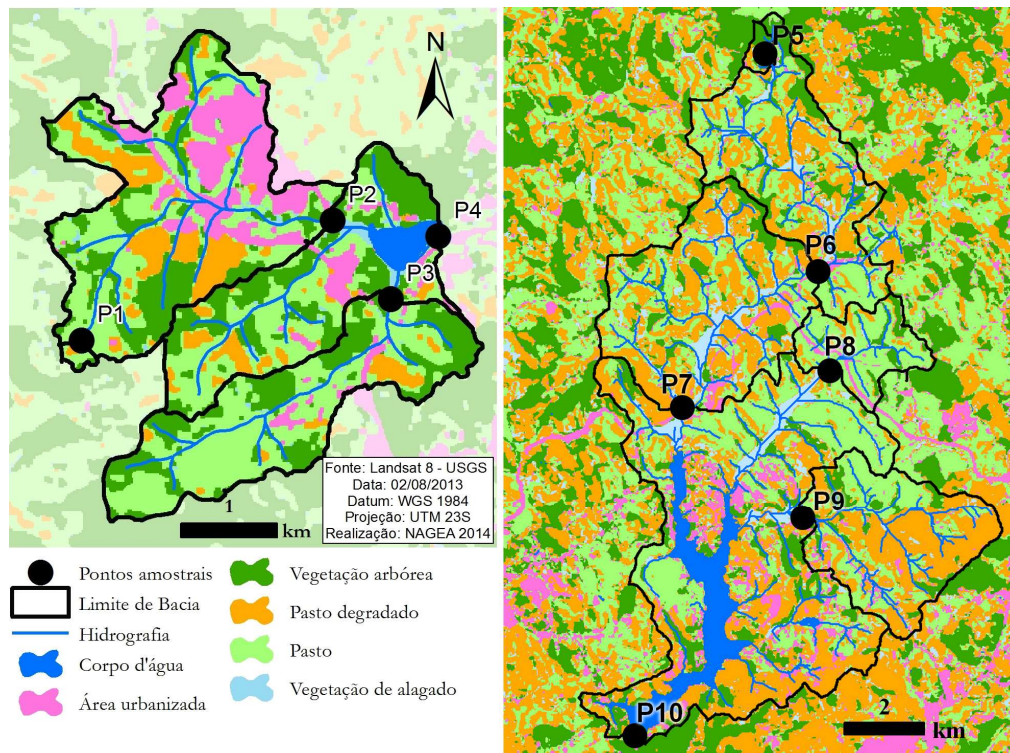 N
P2
P4
P3
P1
Fonte: Landsat 8 - USGS
Data: 02/08/2013
Datum: WGS 1984
Projeção: UTM 23S
Realização: NAGEA 2014
1
km
Pontos amostrais
Limite de Bacia
Hidrografia
Corpo d'água
Área urbanizada
Vegetação arbórea
Pasto degradado
Pasto
Vegetação de alagado
P5
P6
P8
P7
P9
P10
2
km